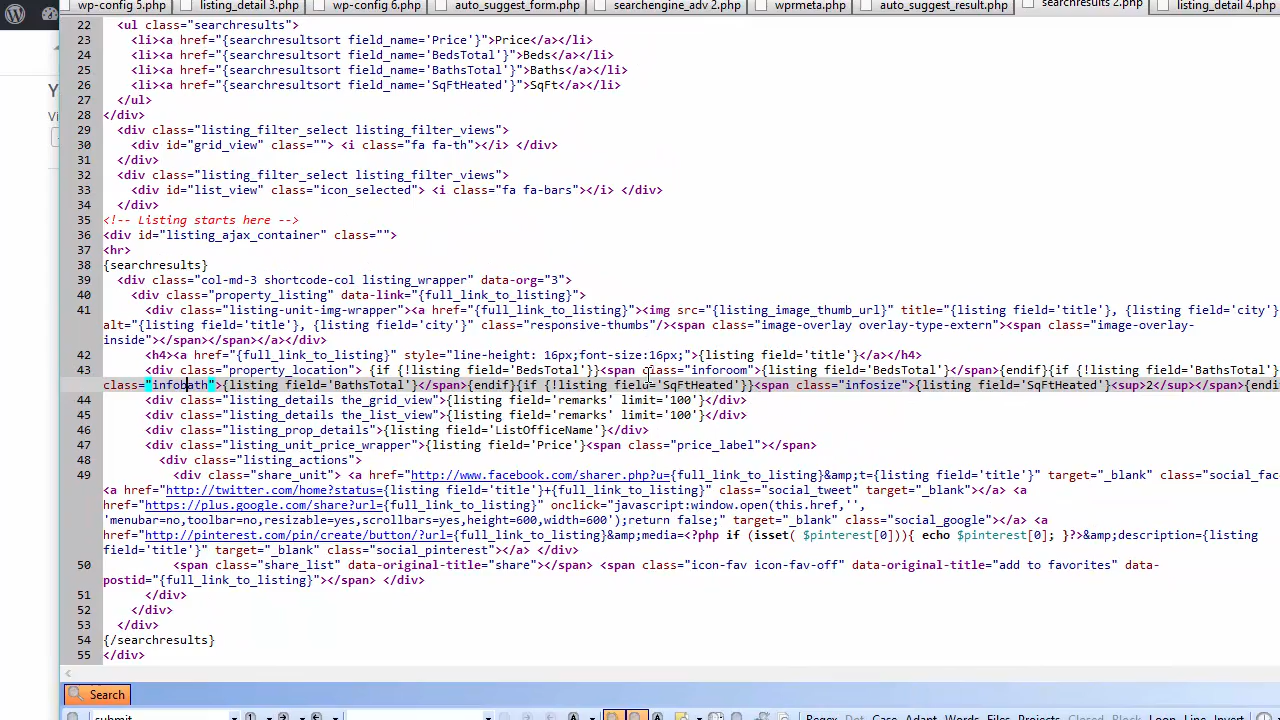 wp-config 5.php listing_detail 3.php wp-config 6.php auto_suggest_form.php searchengine_adv 2.php wprmeta.php auto_suggest_result.php searchresults 2.php listing_detail 4.php
22 <ul class="searchresults">
23 <li><a href="{searchresultsort field_name='Price'}">Price</a></li>
24 <li><a href="{searchresultsort field_name='BedsTotal'}">Beds</a></li>
25 <li><a href="{searchresultsort field_name='BathsTotal'}">Baths</a></li>
26 <li><a href="{searchresultsort field_name='SqFtHeated'}">SqFt</a></li>
27 </ul>
28 </div>
29 <div class="listing_filter_select listing_filter_views">
30 <div id="grid_view" class=""> <i class="fa fa-th"></i> </div>
31 </div>
32 <div class="listing_filter_select listing_filter_views">
33 <div id="list_view" class="icon_selected"> <i class="fa fa-bars"></i> </div>
34 </div>
35 <!-- Listing starts here -->
36 <div id="listing_ajax_container" class="">
37 <hr>
38 {searchresults}
39 <div class="col-md-3 shortcode-col listing_wrapper" data-org="3">
40 <div class="property_listing" data-link="{full_link_to_listing}">
41 <div class="listing-unit-img-wrapper"><a href="{full_link_to_listing}"><img src="{listing_image_thumb_url}" title="{listing field='title'}, {listing field='city'}"
alt="{listing field='title'}, {listing field='city'}" class="responsive-thumbs"/><span class="image-overlay overlay-type-extern"><span class="image-overlay-
inside"></span></span></a></div>
42 <h4><a href="{full_link_to_listing}" style="line-height: 16px;font-size:16px;">{listing field='title'}</a></h4>
43 <div class="property_location"> {if {!listing field='BedsTotal'}}<span class="inforoom">{listing field='BedsTotal'}</span>{endif}{if {!listing field='BathsTotal'}
class="infobath">{listing field='BathsTotal'}</span>{endif}{if {!listing field='SqFtHeated'}}<span class="infosize">{listing field='SqFtHeated'}<sup>2</sup></span>{endi
44 <div class="listing_details the_grid_view">{listing field='remarks' limit='100'}</div>
45 <div class="listing_details the_list_view">{listing field='remarks' limit='100'}</div>
46 <div class="listing_prop_details">{listing field='ListOfficeName'}</div>
47 <div class="listing_unit_price_wrapper">{listing field='Price'}<span class="price_label"></span>
48 <div class="listing_actions">
49 <div class="share_unit"> <a href="http://www.facebook.com/sharer.php?u={full_link_to_listing}&amp;t={listing field='title'}" target="_blank" class="social_fac
<a href="http://twitter.com/home?status={listing field='title'}+{full_link_to_listing}" class="social_tweet" target="_blank"></a> <a
href="https://plus.google.com/share?url={full_link_to_listing}" onclick="javascript:window.open(this.href,'',
'menubar=no,toolbar=no,resizable=yes,scrollbars=yes,height=600,width=600');return false;" target="_blank" class="social_google"></a> <a
href="http://pinterest.com/pin/create/button/?url={full_link_to_listing}&amp;media=<?php if (isset( $pinterest[0])){ echo $pinterest[0]; }?>&amp;description={listing
field='title'}" target="_blank" class="social_pinterest"></a> </div>
50 <span class="share_list" data-original-title="share"></span> <span class="icon-fav icon-fav-off" data-original-title="add to favorites" data-
postid="{full_link_to_listing}"></span> </div>
51 </div>
52 </div>
53 </div>
54 {/searchresults}
55 </div>
Search
submit Regex Dot Case Adapt Words Files Projects Closed Block Loop Line